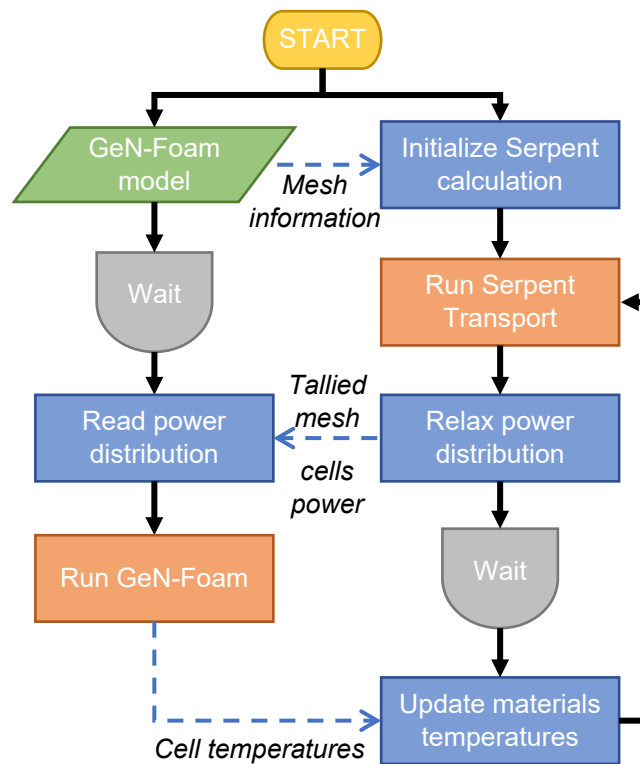 START
GeN-Foam
model
Mesh
information
Initialize Serpent
calculation
Wait
Run Serpent
Transport
Read power
distribution
Tallied
mesh
cells
power
Relax power
distribution
Run GeN-Foam
Wait
Cell temperatures
Update materials
temperatures